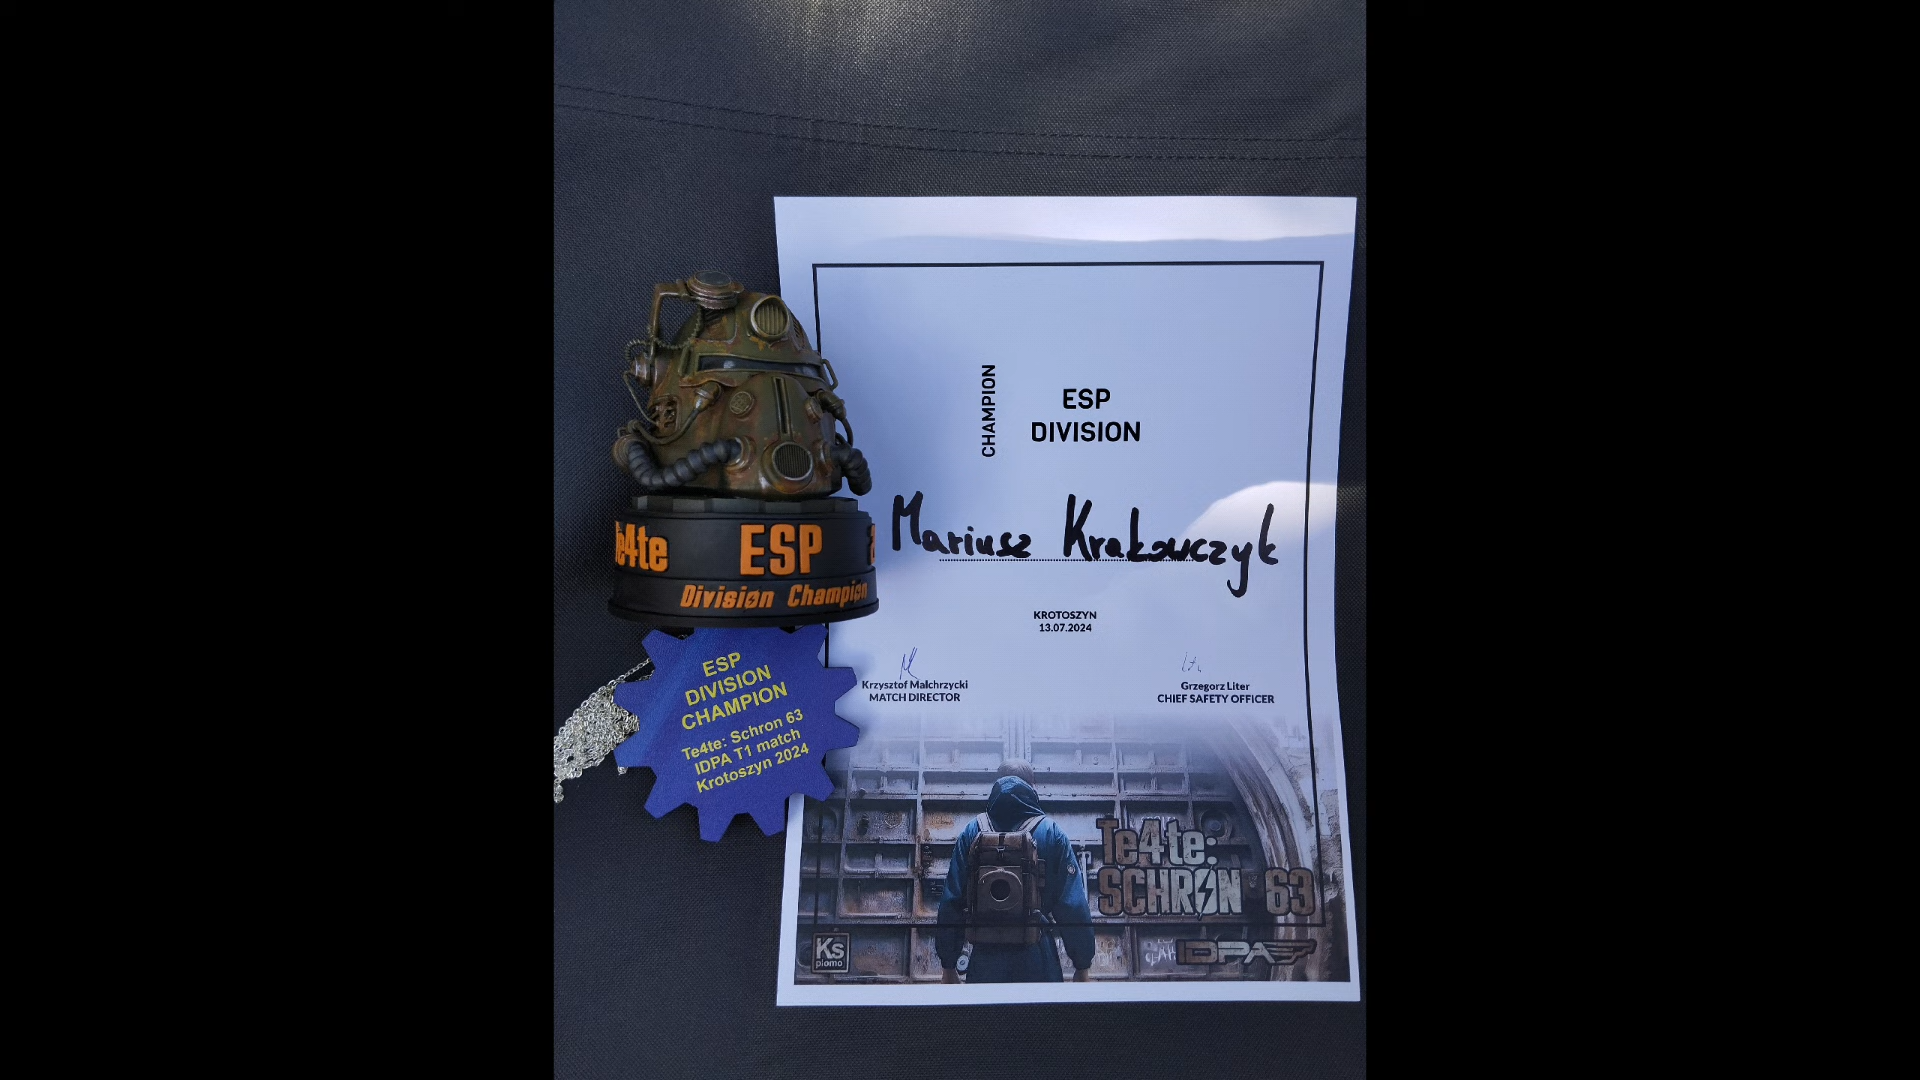 CHAMPION
ESP
DIVISION
Mariusz Krakowczyk
KROTOSZYN
13.07.2024
Krzysztof Malchrzycki
MATCH DIRECTOR
Grzegorz Liter
CHIEF SAFETY OFFICER
Te4te:
SCHRON 63
Ks
piomo
IDPA
Te4te ESP
Division Champion
ESP
DIVISION
CHAMPION
Te4te: Schron 63
IDPA T1 match
Krotoszyn 2024